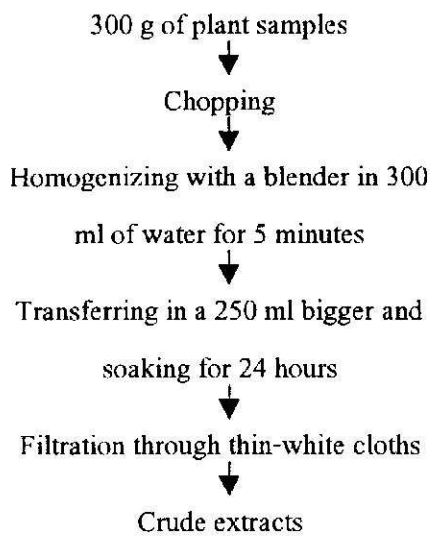 300 g of plant samples
Chopping
Homogenizing with a blender in 300
ml of water for 5 minutes
Transferring in a 250 ml bigger and
soaking for 24 hours
Filtration through thin-white cloths
Crude extracts